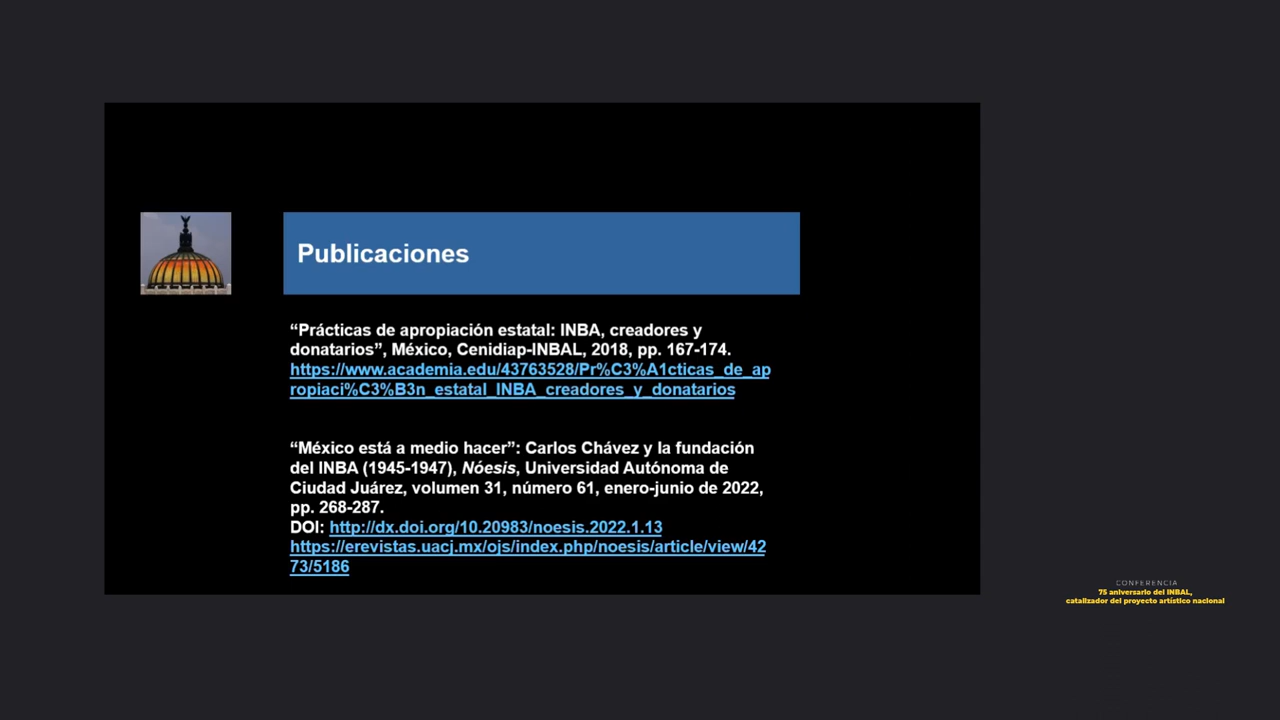 Publicaciones
“Prácticas de apropiación estatal: INBA, creadores y
donatarios”, México, Cenidiap-INBAL, 2018, pp. 167-174.
https://www.academia.edu/43763528/Pr%C3%A1cticas_de_ap
ropiaci%C3%B3n_estatal_INBA_creadores_y_donatarios
“México está a medio hacer”: Carlos Chávez y la fundación
del INBA (1945-1947), Nóesis, Universidad Autónoma de
Ciudad Juárez, volumen 31, número 61, enero-junio de 2022,
pp. 268-287.
DOI: http://dx.doi.org/10.20983/noesis.2022.1.13
https://erevistas.uacj.mx/ojs/index.php/noesis/article/view/42
73/5186
CONFERENCIA
75 aniversario del INBAL,
catalizador del proyecto artístico nacional